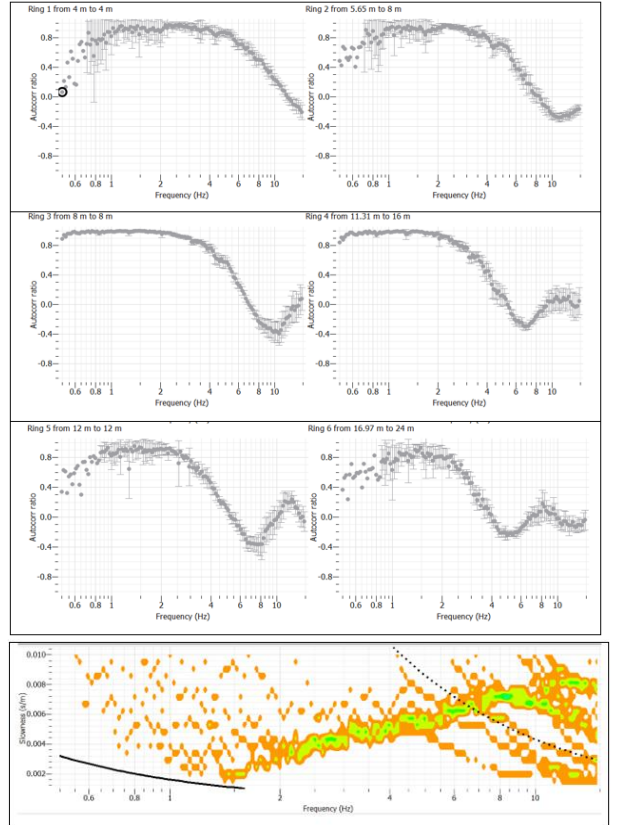 Ring 1 from 4 m to 4 m
Ring 2 from 5.65 m to 8 m
Autocorr ratio
0.8
0.4
0.0
-0.4
-0.8
0.6 0.8 1 2 4 6 8 10
Frequency (Hz)
Autocorr ratio
0.8
0.4
0.0
-0.4
-0.8
0.6 0.8 1 2 4 6 8 10
Frequency (Hz)
Ring 3 from 8 m to 8 m
Ring 4 from 11.31 m to 16 m
Autocorr ratio
0.8
0.4
0.0
-0.4
-0.8
0.6 0.8 1 2 4 6 8 10
Frequency (Hz)
Autocorr ratio
0.8
0.4
0.0
-0.4
-0.8
0.6 0.8 1 2 4 6 8 10
Frequency (Hz)
Ring 5 from 12 m to 12 m
Ring 6 from 16.97 m to 24 m
Autocorr ratio
0.8
0.4
0.0
-0.4
-0.8
0.6 0.8 1 2 4 6 8 10
Frequency (Hz)
Autocorr ratio
0.8
0.4
0.0
-0.4
-0.8
0.6 0.8 1 2 4 6 8 10
Frequency (Hz)
Slowness (s/m)
0.010
0.008
0.006
0.004
0.002
0.6 0.8 1 2 4 6 8 10
Frequency (Hz)